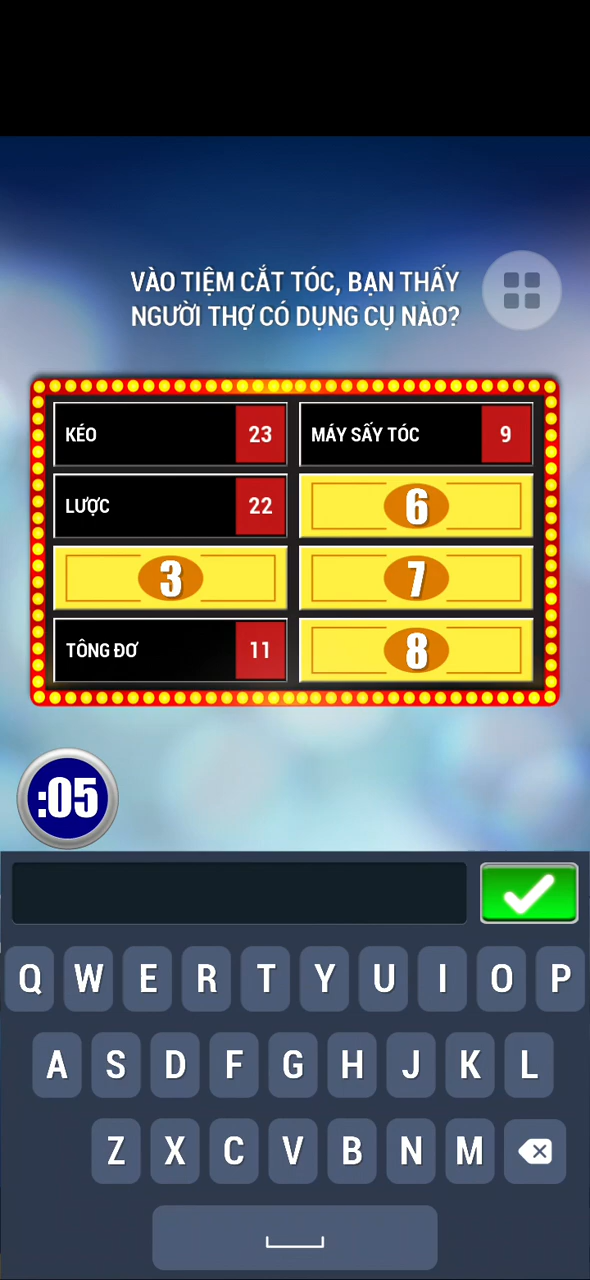 VÀO TIỆM CẮT TÓC, BẠN THẤY
NGƯỜI THỢ CÓ DỤNG CỤ NÀO?
KÉO 23
MÁY SẤY TÓC 9
LƯỢC 22
6
3
7
TÔNG ĐƠ 11
8
:05
Q W E R T Y U I O P
A S D F G H J K L
Z X C V B N M